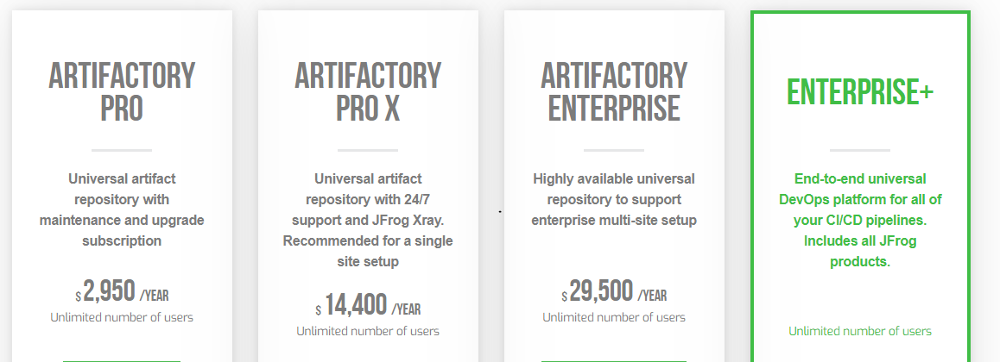 ARTIFACTORY
PRO
Universal artifact
repository with
maintenance and upgrade
subscription
$ 2,950 /YEAR
Unlimited number of users
ARTIFACTORY
PRO X
Universal artifact
repository with 24/7
support and JFrog Xray.
Recommended for a single
site setup
$ 14,400 /YEAR
Unlimited number of users
ARTIFACTORY
ENTERPRISE
Highly available universal
repository to support
enterprise multi-site setup
$ 29,500 /YEAR
Unlimited number of users
ENTERPRISE+
End-to-end universal
DevOps platform for all of
your CI/CD pipelines.
Includes all JFrog
products.
Unlimited number of users